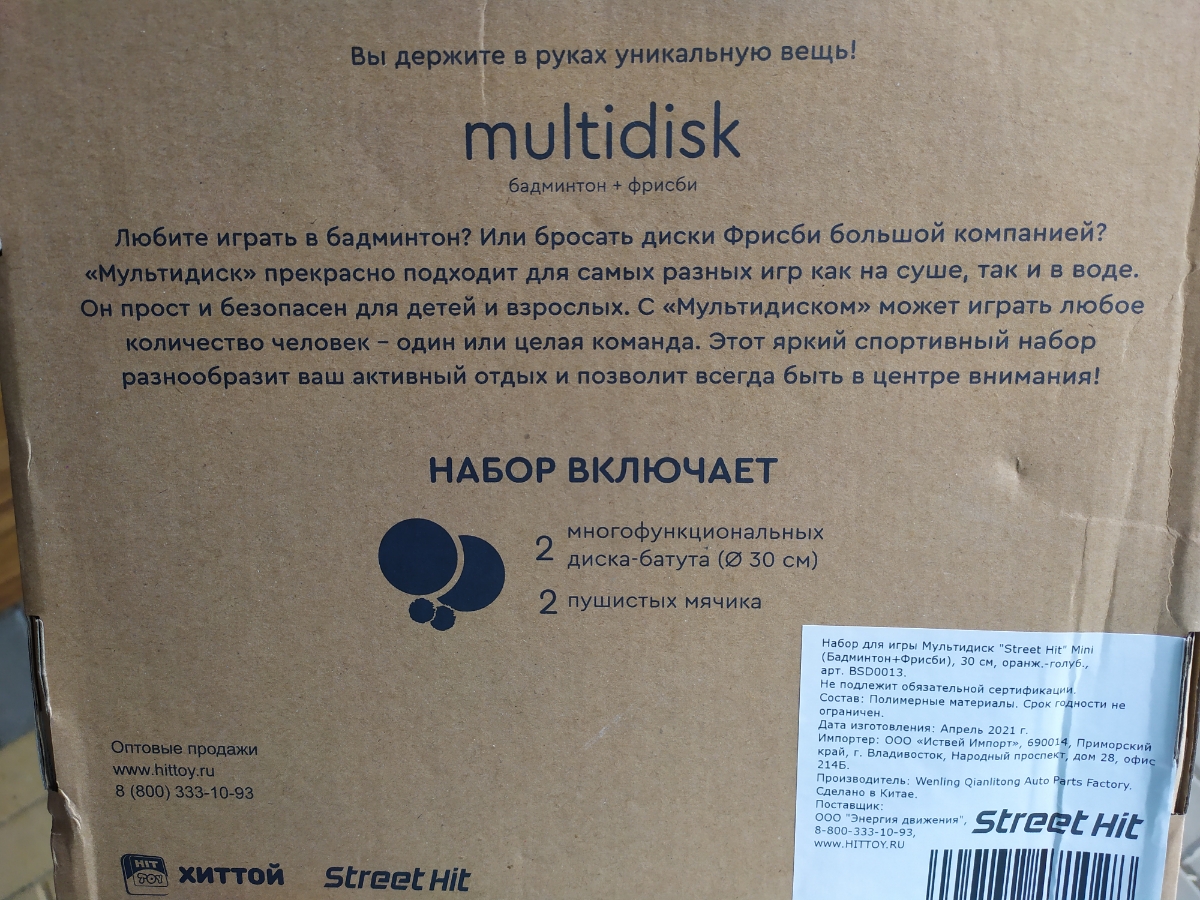 Вы держите в руках уникальную вещь!
multidisk
бадминтон + фрисби
Любите играть в бадминтон? Или бросать диски Фрисби большой компанией?
«Мультидиск» прекрасно подходит для самых разных игр как на суше, так и в воде.
Он прост и безопасен для детей и взрослых. С «Мультидиском» может играть любое
количество человек – один или целая команда. Этот яркий спортивный набор
разнообразит ваш активный отдых и позволит всегда быть в центре внимания!
НАБОР ВКЛЮЧАЕТ
2 многофункциональных
диска-батута (Ø 30 см)
2 пушистых мячика
Оптовые продажи
www.hittoy.ru
8 (800) 333-10-93
HIT
TOY
ХИТТОЙ
Street Hit
Набор для игры Мультидиск "Street Hit" Mini
(Бадминтон+Фрисби), 30 см, оранж.-голуб.,
арт. BSD0013.
Не подлежит обязательной сертификации.
Состав: Полимерные материалы. Срок годности не
ограничен.
Дата изготовления: Апрель 2021 г.
Импортер: ООО «Иствей Импорт», 690014, Приморский
край, г. Владивосток, Народный проспект, дом 28, офис
214Б.
Производитель: Wenling Qianlitong Auto Parts Factory.
Сделано в Китае.
Поставщик:
ООО "Энергия движения",
8-800-333-10-93,
WWW.HITTOY.RU
Street Hit